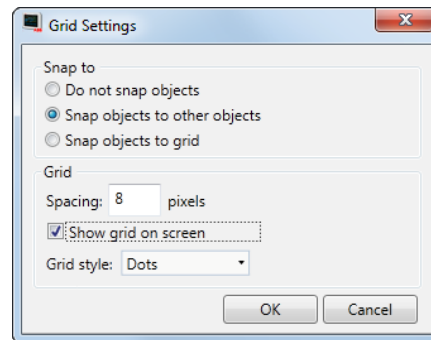 Grid Settings
Snap to
Do not snap objects
Snap objects to other objects
Snap objects to grid
Grid
Spacing: 8 pixels
Show grid on screen
Grid style: Dots
OK Cancel